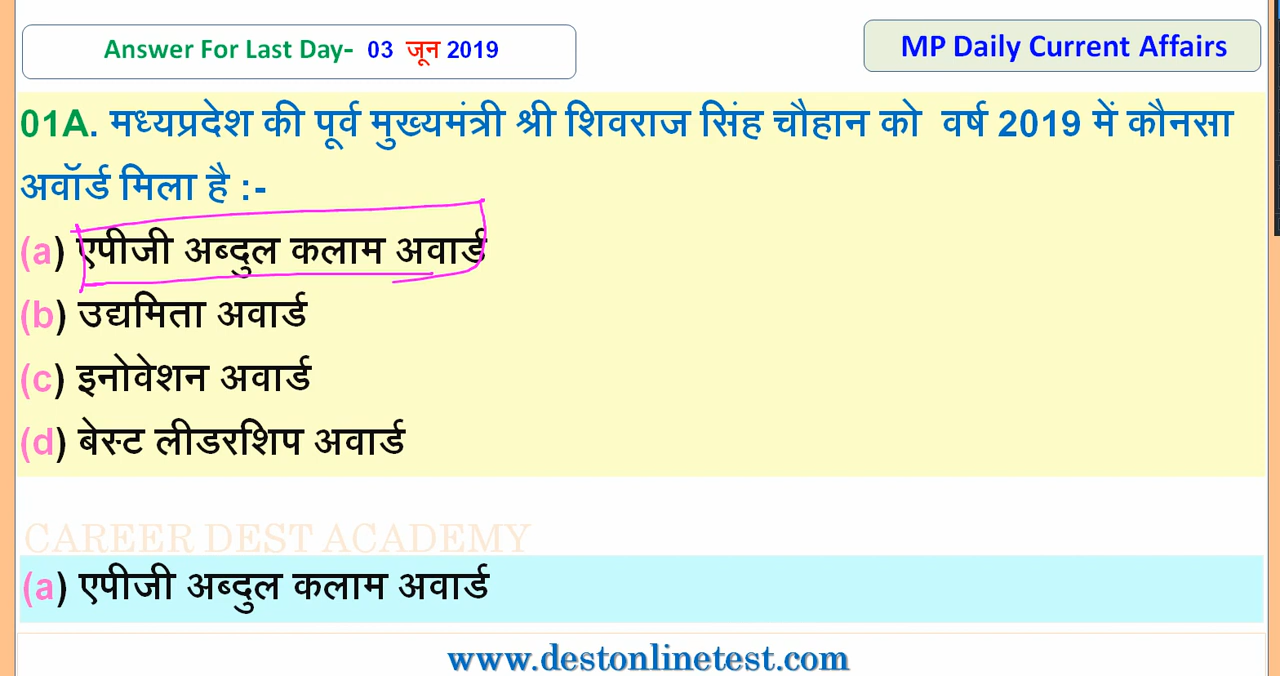 Answer For Last Day- 03 जून 2019
MP Daily Current Affairs
01A. मध्यप्रदेश की पूर्व मुख्यमंत्री श्री शिवराज सिंह चौहान को वर्ष 2019 में कौनसा
अवॉर्ड मिला है :-
(a) एपीजी अब्दुल कलाम अवार्ड
(b) उद्यमिता अवार्ड
(c) इनोवेशन अवार्ड
(d) बेस्ट लीडरशिप अवार्ड
CAREER DEST ACADEMY
(a) एपीजी अब्दुल कलाम अवार्ड
www.destonlinetest.com